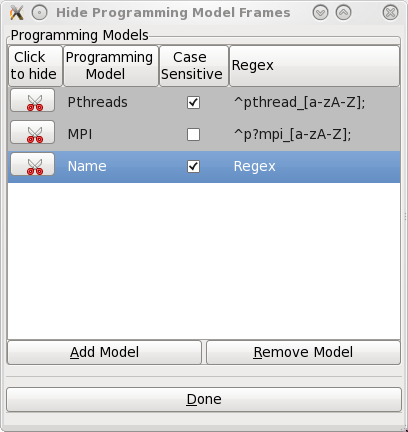 Hide Programming Model Frames
Programming Models
Click to hide Programming Model Case Sensitive Regex
Pthreads ^pthread_[a-zA-Z];
MPI ^p?mpi_[a-zA-Z];
Name Regex
Add Model Remove Model
Done